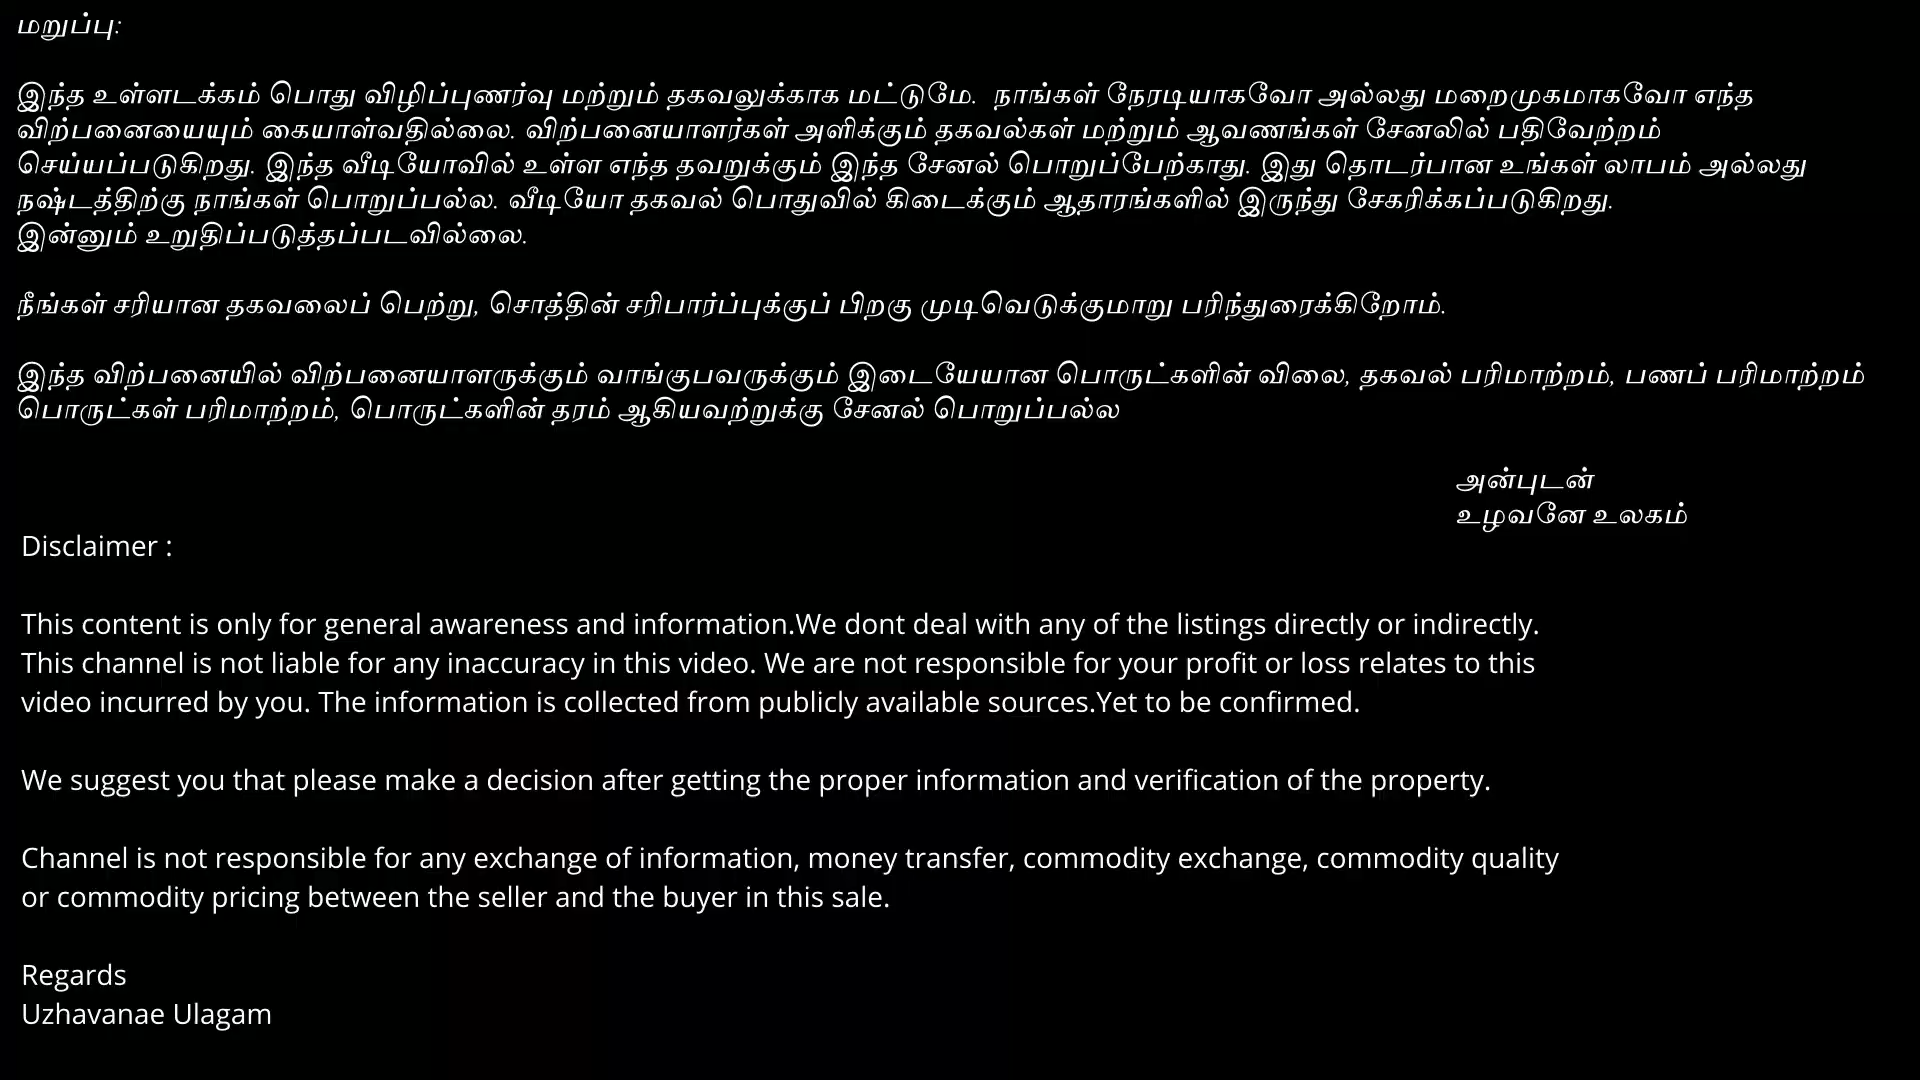 மறுப்பு:
இந்த உள்ளடக்கம் பொது விழிப்புணர்வு மற்றும் தகவலுக்காக மட்டுமே. நாங்கள் நேரடியாகவோ அல்லது மறைமுகமாகவோ எந்த
விற்பனையையும் கையாள்வதில்லை. விற்பனையாளர்கள் அளிக்கும் தகவல்கள் மற்றும் ஆவணங்கள் சேனலில் பதிவேற்றம்
செய்யப்படுகிறது. இந்த வீடியோவில் உள்ள எந்த தவறுக்கும் இந்த சேனல் பொறுப்பேற்காது. இது தொடர்பான உங்கள் லாபம் அல்லது
நஷ்டத்திற்கு நாங்கள் பொறுப்பல்ல. வீடியோ தகவல் பொதுவில் கிடைக்கும் ஆதாரங்களில் இருந்து சேகரிக்கப்படுகிறது.
இன்னும் உறுதிப்படுத்தப்படவில்லை.
நீங்கள் சரியான தகவலைப் பெற்று, சொத்தின் சரிபார்ப்புக்குப் பிறகு முடிவெடுக்குமாறு பரிந்துரைக்கிறோம்.
இந்த விற்பனையில் விற்பனையாளருக்கும் வாங்குபவருக்கும் இடையேயான பொருட்களின் விலை, தகவல் பரிமாற்றம், பணப் பரிமாற்றம்
பொருட்கள் பரிமாற்றம், பொருட்களின் தரம் ஆகியவற்றுக்கு சேனல் பொறுப்பல்ல
அன்புடன்
உழவனே உலகம்
Disclaimer :
This content is only for general awareness and information.We dont deal with any of the listings directly or indirectly.
This channel is not liable for any inaccuracy in this video. We are not responsible for your profit or loss relates to this
video incurred by you. The information is collected from publicly available sources.Yet to be confirmed.
We suggest you that please make a decision after getting the proper information and verification of the property.
Channel is not responsible for any exchange of information, money transfer, commodity exchange, commodity quality
or commodity pricing between the seller and the buyer in this sale.
Regards
Uzhavanae Ulagam